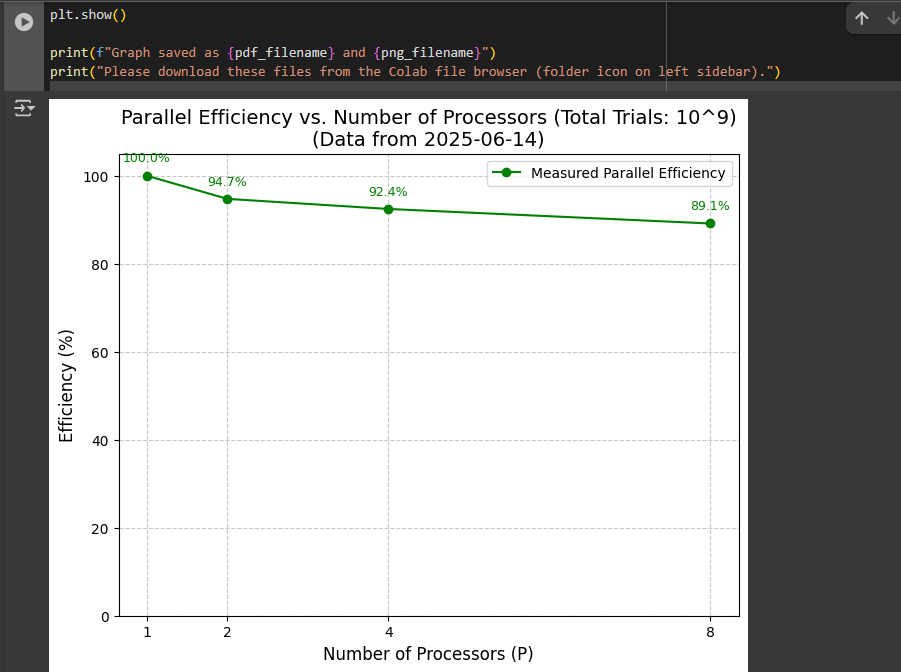 plt.show()
print(f"Graph saved as {pdf_filename} and {png_filename}")
print("Please download these files from the Colab file browser (folder icon on left sidebar).")
Parallel Efficiency vs. Number of Processors (Total Trials: 10^9)
(Data from 2025-06-14)
100.0%
94.7%
92.4%
89.1%
Measured Parallel Efficiency
100
80
60
40
20
0
Efficiency (%)
1
2
4
8
Number of Processors (P)